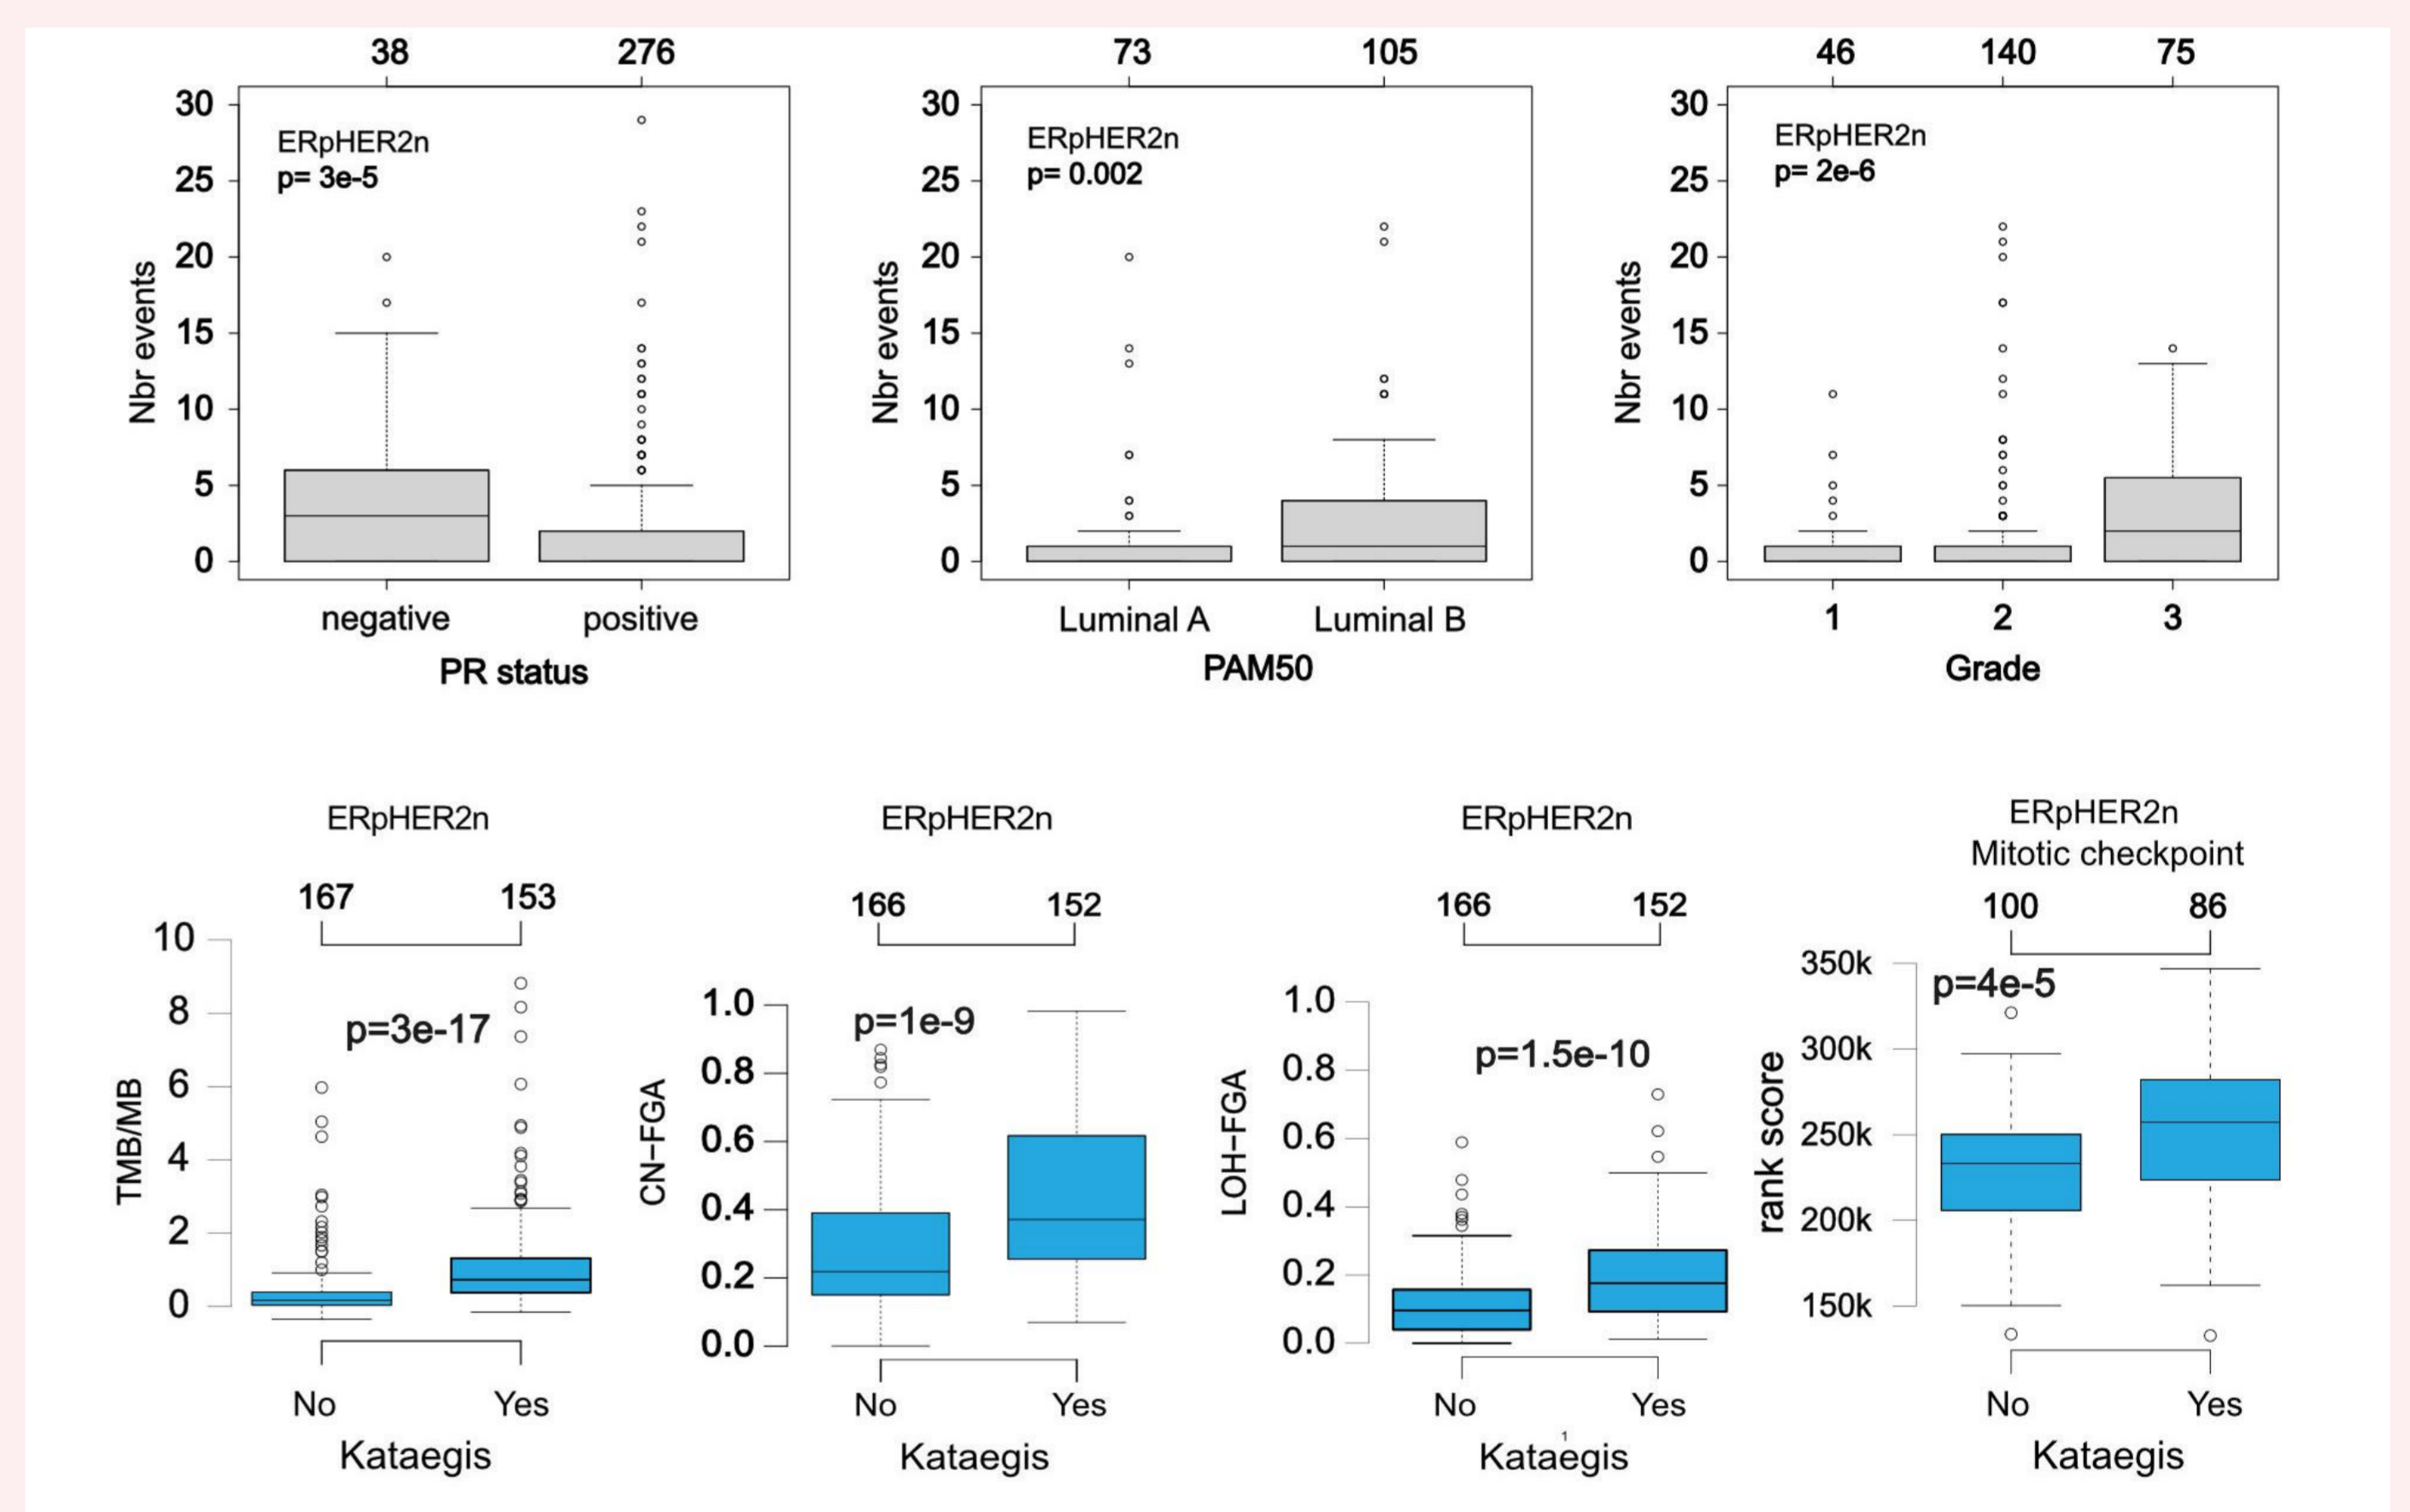 38 276
30
25
20
15
10
5
0
Nbr events
ERpHER2n
p= 3e-5
negative positive
PR status
73 105
30
25
20
15
10
5
0
Nbr events
ERpHER2n
p= 0.002
Luminal A Luminal B
PAM50
46 140 75
30
25
20
15
10
5
0
Nbr events
ERpHER2n
p= 2e-6
1 2 3
Grade
ERpHER2n
167 153
10
8
6
4
2
0
TMB/MB
p=3e-17
No Yes
Kataegis
ERpHER2n
166 152
1.0
0.8
0.6
0.4
0.2
0.0
CN−FGA
p=1e-9
No Yes
Kataegis
ERpHER2n
166 152
1.0
0.8
0.6
0.4
0.2
0.0
LOH−FGA
p=1.5e-10
No Yes
1
Kataegis
ERpHER2n
Mitotic checkpoint
100 86
350k
300k
250k
200k
150k
rank score
p=4e-5
No Yes
Kataegis